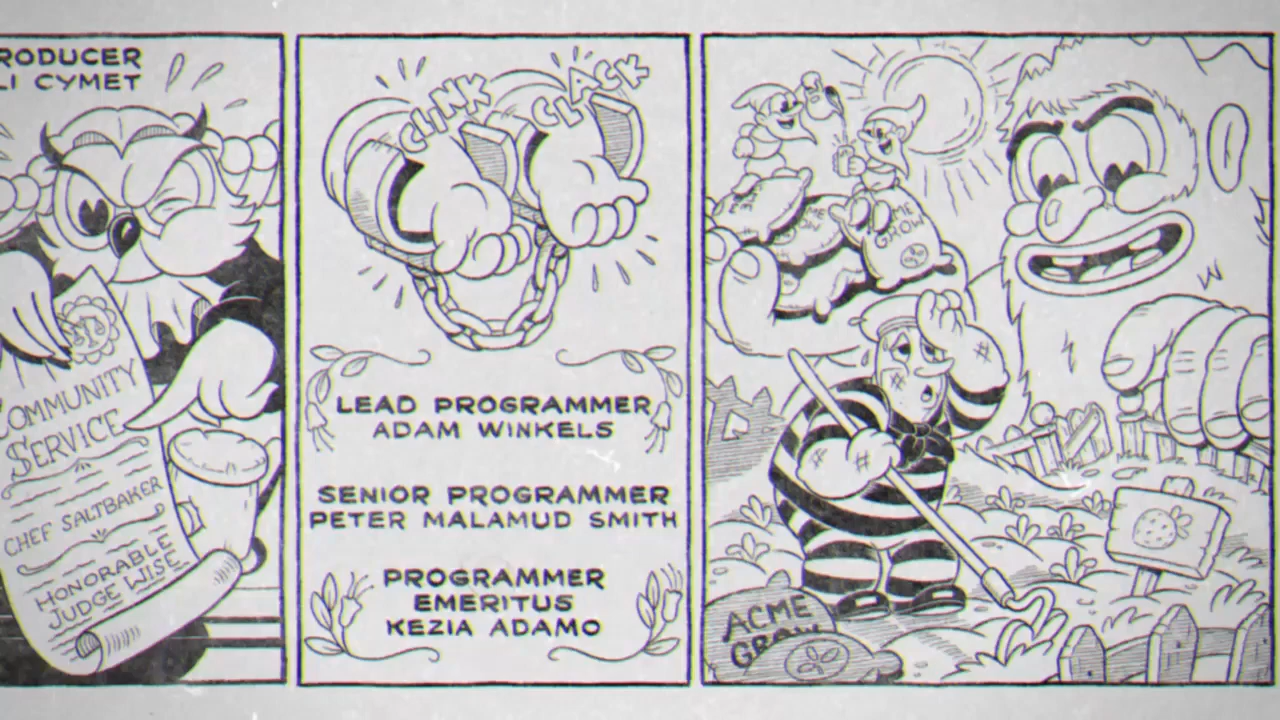 RODUCER
LI CYMET
COMMUNITY
SERVICE
CHEF SALTBAKER
HONORABLE
JUDGE WISE
CLINK
CLACK
LEAD PROGRAMMER
ADAM WINKELS
SENIOR PROGRAMMER
PETER MALAMUD SMITH
PROGRAMMER
EMERITUS
KEZIA ADAMO
ACME
GROW
ACME
GROW